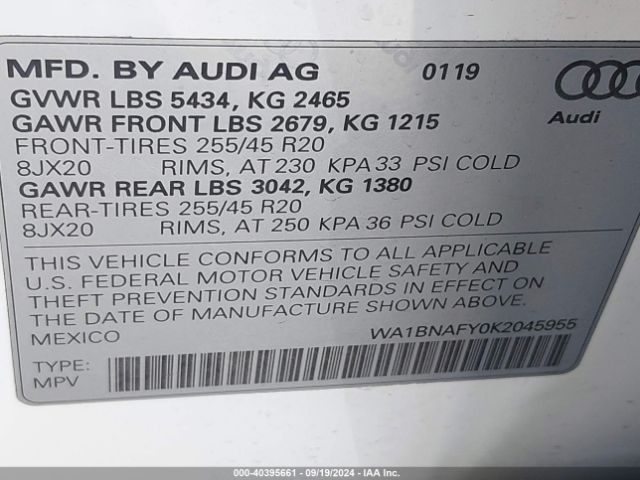 MFD. BY AUDI AG 0119
GVWR LBS 5434, KG 2465
GAWR FRONT LBS 2679, KG 1215
FRONT-TIRES 255/45 R20
8JX20 RIMS, AT 230 KPA 33 PSI COLD
GAWR REAR LBS 3042, KG 1380
REAR-TIRES 255/45 R20
8JX20 RIMS, AT 250 KPA 36 PSI COLD
Audi
THIS VEHICLE CONFORMS TO ALL APPLICABLE
U.S. FEDERAL MOTOR VEHICLE SAFETY AND
THEFT PREVENTION STANDARDS IN EFFECT ON
THE DATE OF MANUFACTURE SHOWN ABOVE.
MEXICO WA1BNAFY0K2045955
TYPE:
MPV
000-40395661 - 09/19/2024 - IAA Inc.